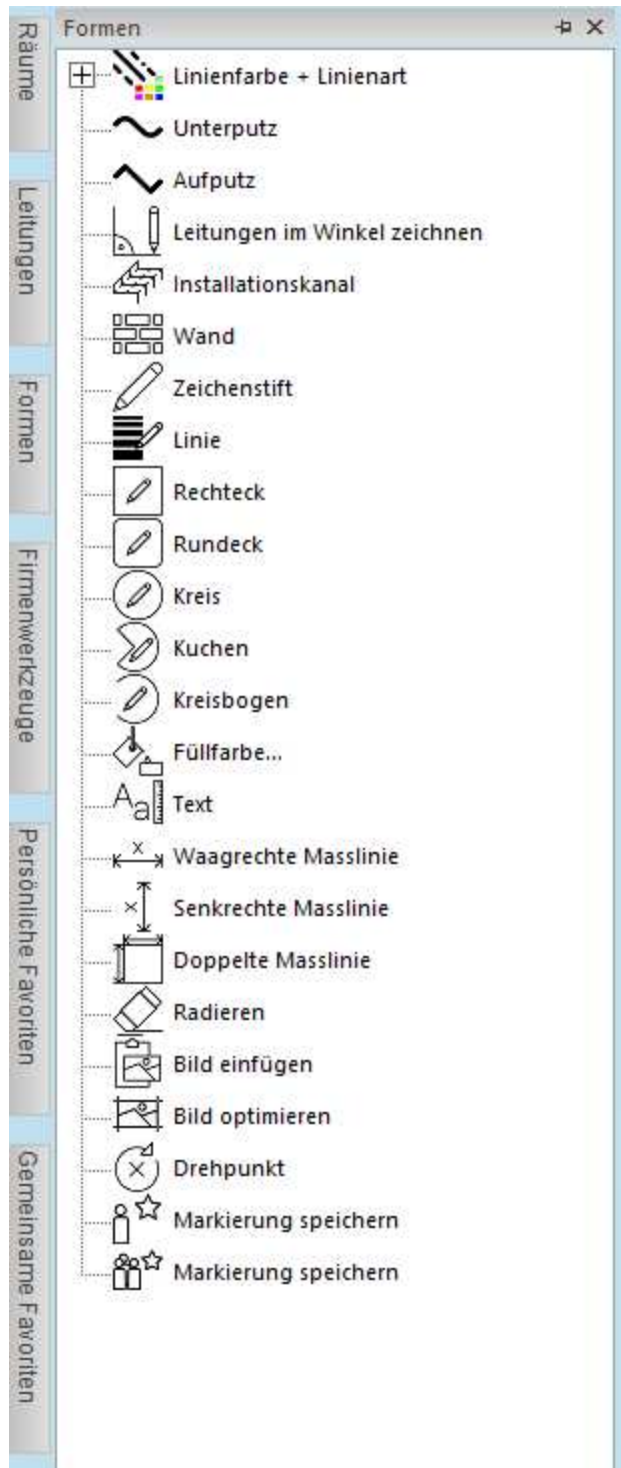 Formen
Linienfarbe + Linienart
Unterputz
Aufputz
Leitungen im Winkel zeichnen
Installationskanal
Wand
Zeichenstift
Linie
Rechteck
Rundeck
Kreis
Kuchen
Kreisbogen
Füllfarbe...
Text
Waagrechte Masslinie
Senkrechte Masslinie
Doppelte Masslinie
Radieren
Bild einfügen
Bild optimieren
Drehpunkt
Markierung speichern
Markierung speichern
Räume
Leitungen
Formen
Firmenwerkzeuge
Persönliche Favoriten
Gemeinsame Favoriten